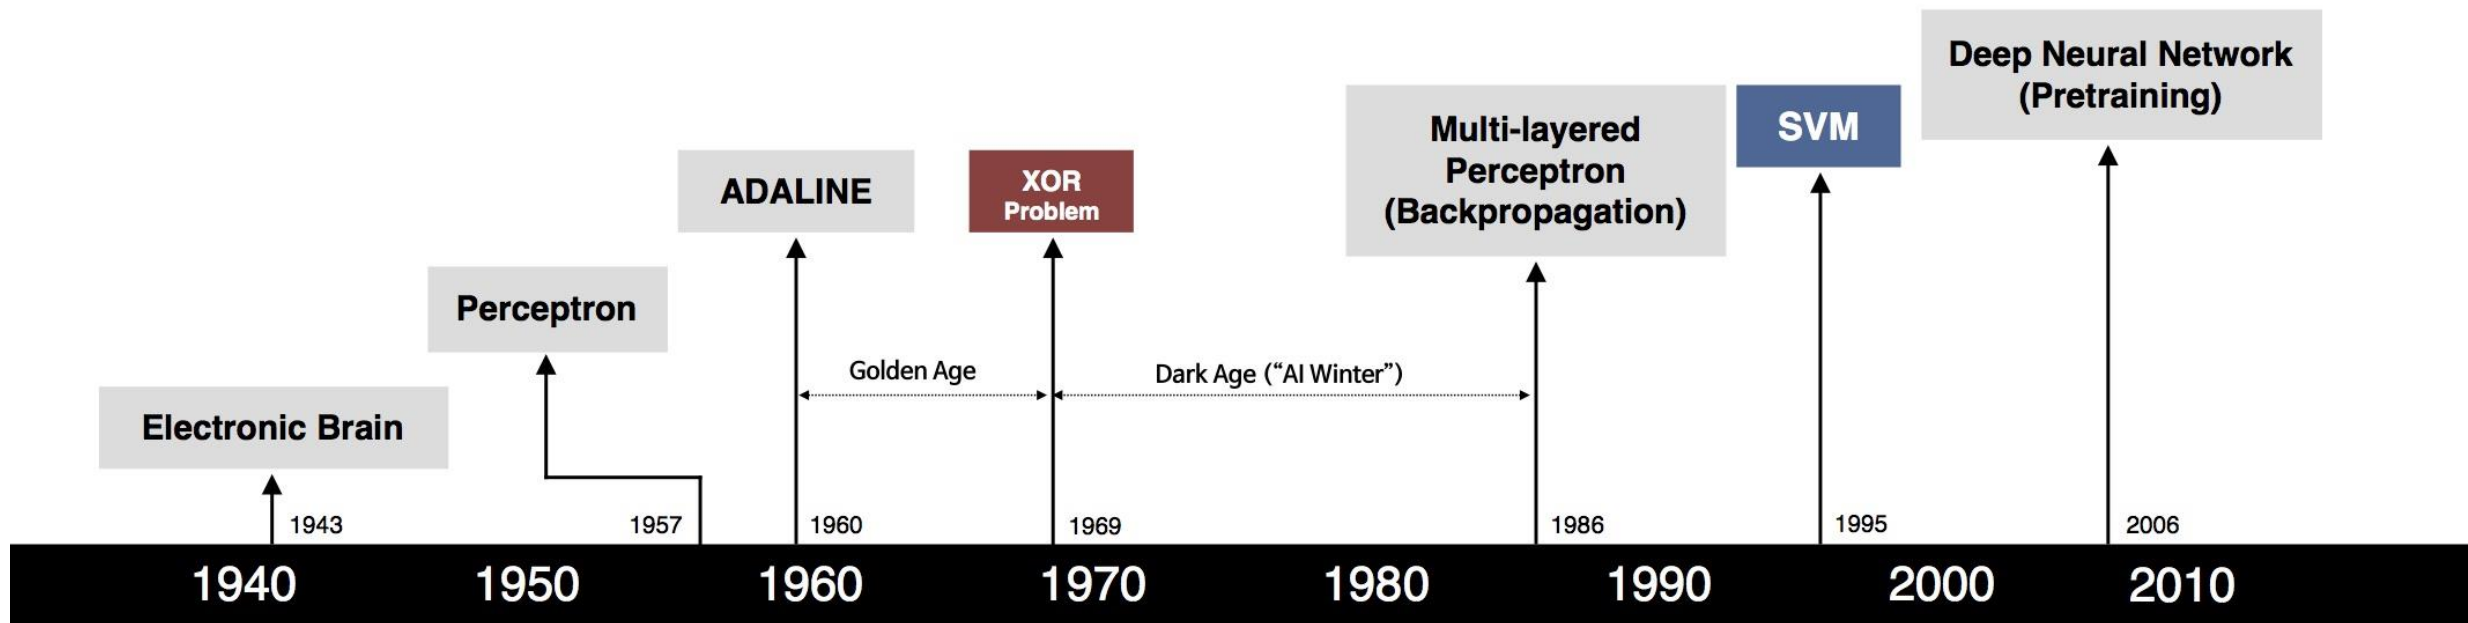 Deep Neural Network
(Pretraining)
Multi-layered
Perceptron
(Backpropagation)
SVM
ADALINE
XOR
Problem
Perceptron
Golden Age
Dark Age (“AI Winter”)
Electronic Brain
1943
1957
1960
1969
1986
1995
2006
1940
1950
1960
1970
1980
1990
2000
2010